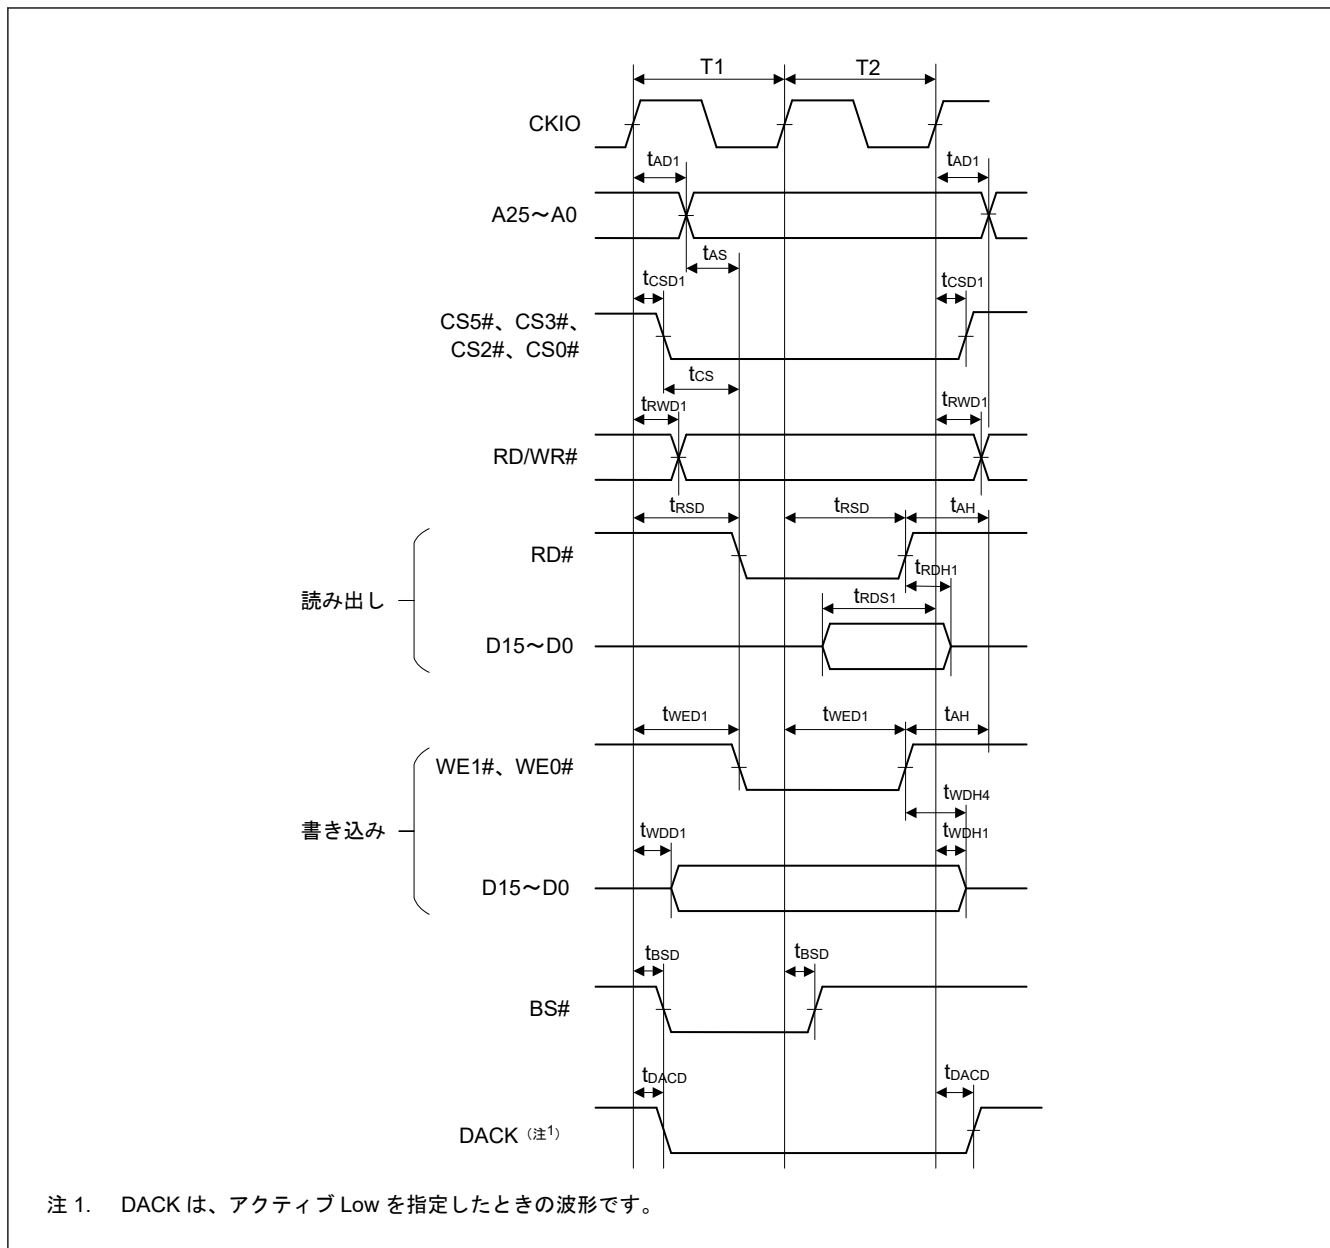 T1 T2
CKIO
tAD1 tAD1
A25～A0
tAS
tCSD1 tCSD1
CS5#、CS3#、
CS2#、CS0#
tCS
tRWD1 tRWD1
RD/WR#
tRSD tRSD tAH
RD#
tRDH1
読み出し
tRDS1
D15～D0
tWED1 tWED1 tAH
WE1#、WE0#
tWDH4
書き込み
tWDD1 tWDH1
D15～D0
tBSD tBSD
BS#
tDACD tDACD
DACK（注1）
注 1. DACK は、アクティブ Low を指定したときの波形です。